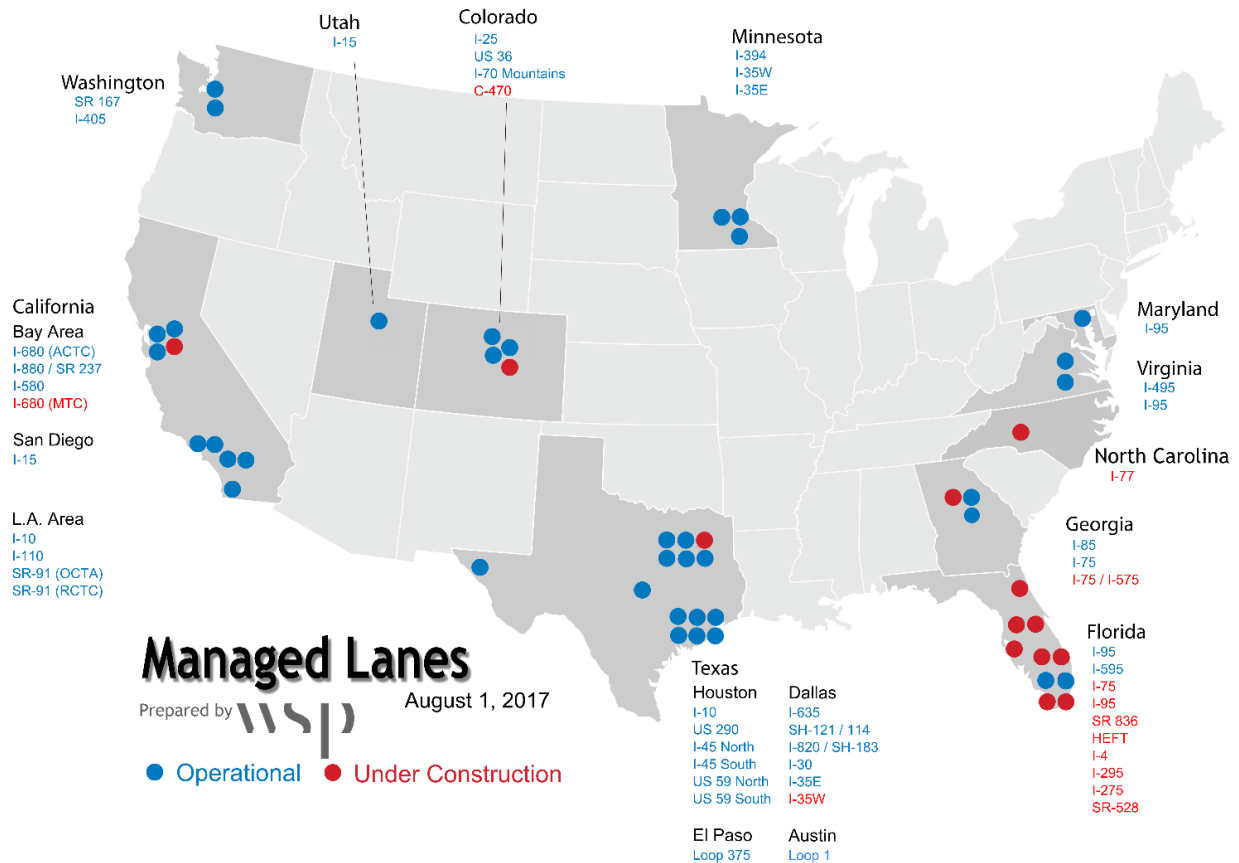 Utah
I-15
Colorado
I-25
US 36
I-70 Mountains
C-470
Minnesota
I-394
I-35W
I-35E
Washington
SR 167
I-405
California
Bay Area
I-680 (ACTC)
I-880 / SR 237
I-580
I-680 (MTC)
San Diego
I-15
L.A. Area
I-10
I-110
SR-91 (OCTA)
SR-91 (RCTC)
Maryland
I-95
Virginia
I-495
I-95
North Carolina
I-77
Georgia
I-85
I-75
I-75 / I-575
Florida
I-95
I-595
I-75
I-95
SR 836
HEFT
I-4
I-295
I-275
SR-528
Texas
Houston
I-10
US 290
I-45 North
I-45 South
US 59 North
US 59 South
Dallas
I-635
SH-121 / 114
I-820 / SH-183
I-30
I-35E
I-35W
El Paso
Loop 375
Austin
Loop 1
Managed Lanes
August 1, 2017
Prepared by wsp
Operational
Under Construction